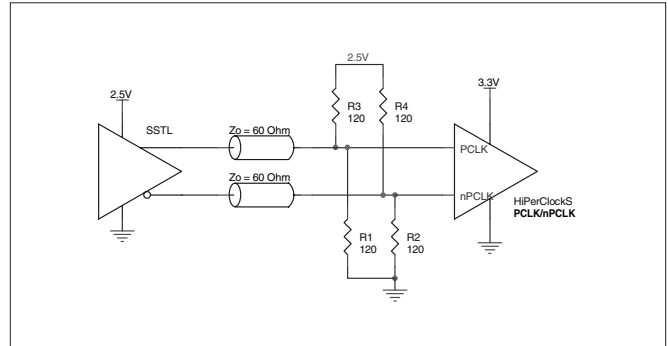 2.5V
3.3V
2.5V
SSTL
R3
120
R4
120
Zo = 60 Ohm
PCLK
Zo = 60 Ohm
nPCLK
HiPerClockS
PCLK/nPCLK
R1
120
R2
120